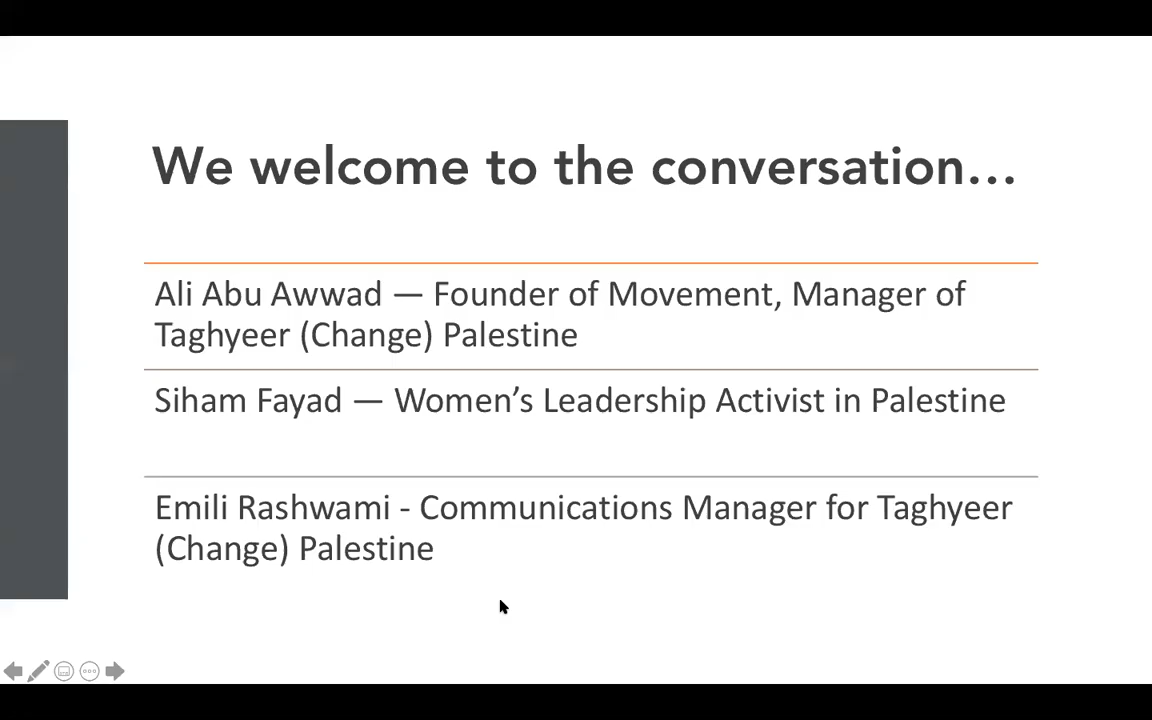 We welcome to the conversation…
Ali Abu Awwad — Founder of Movement, Manager of
Taghyeer (Change) Palestine
Siham Fayad — Women’s Leadership Activist in Palestine
Emili Rashwami - Communications Manager for Taghyeer
(Change) Palestine